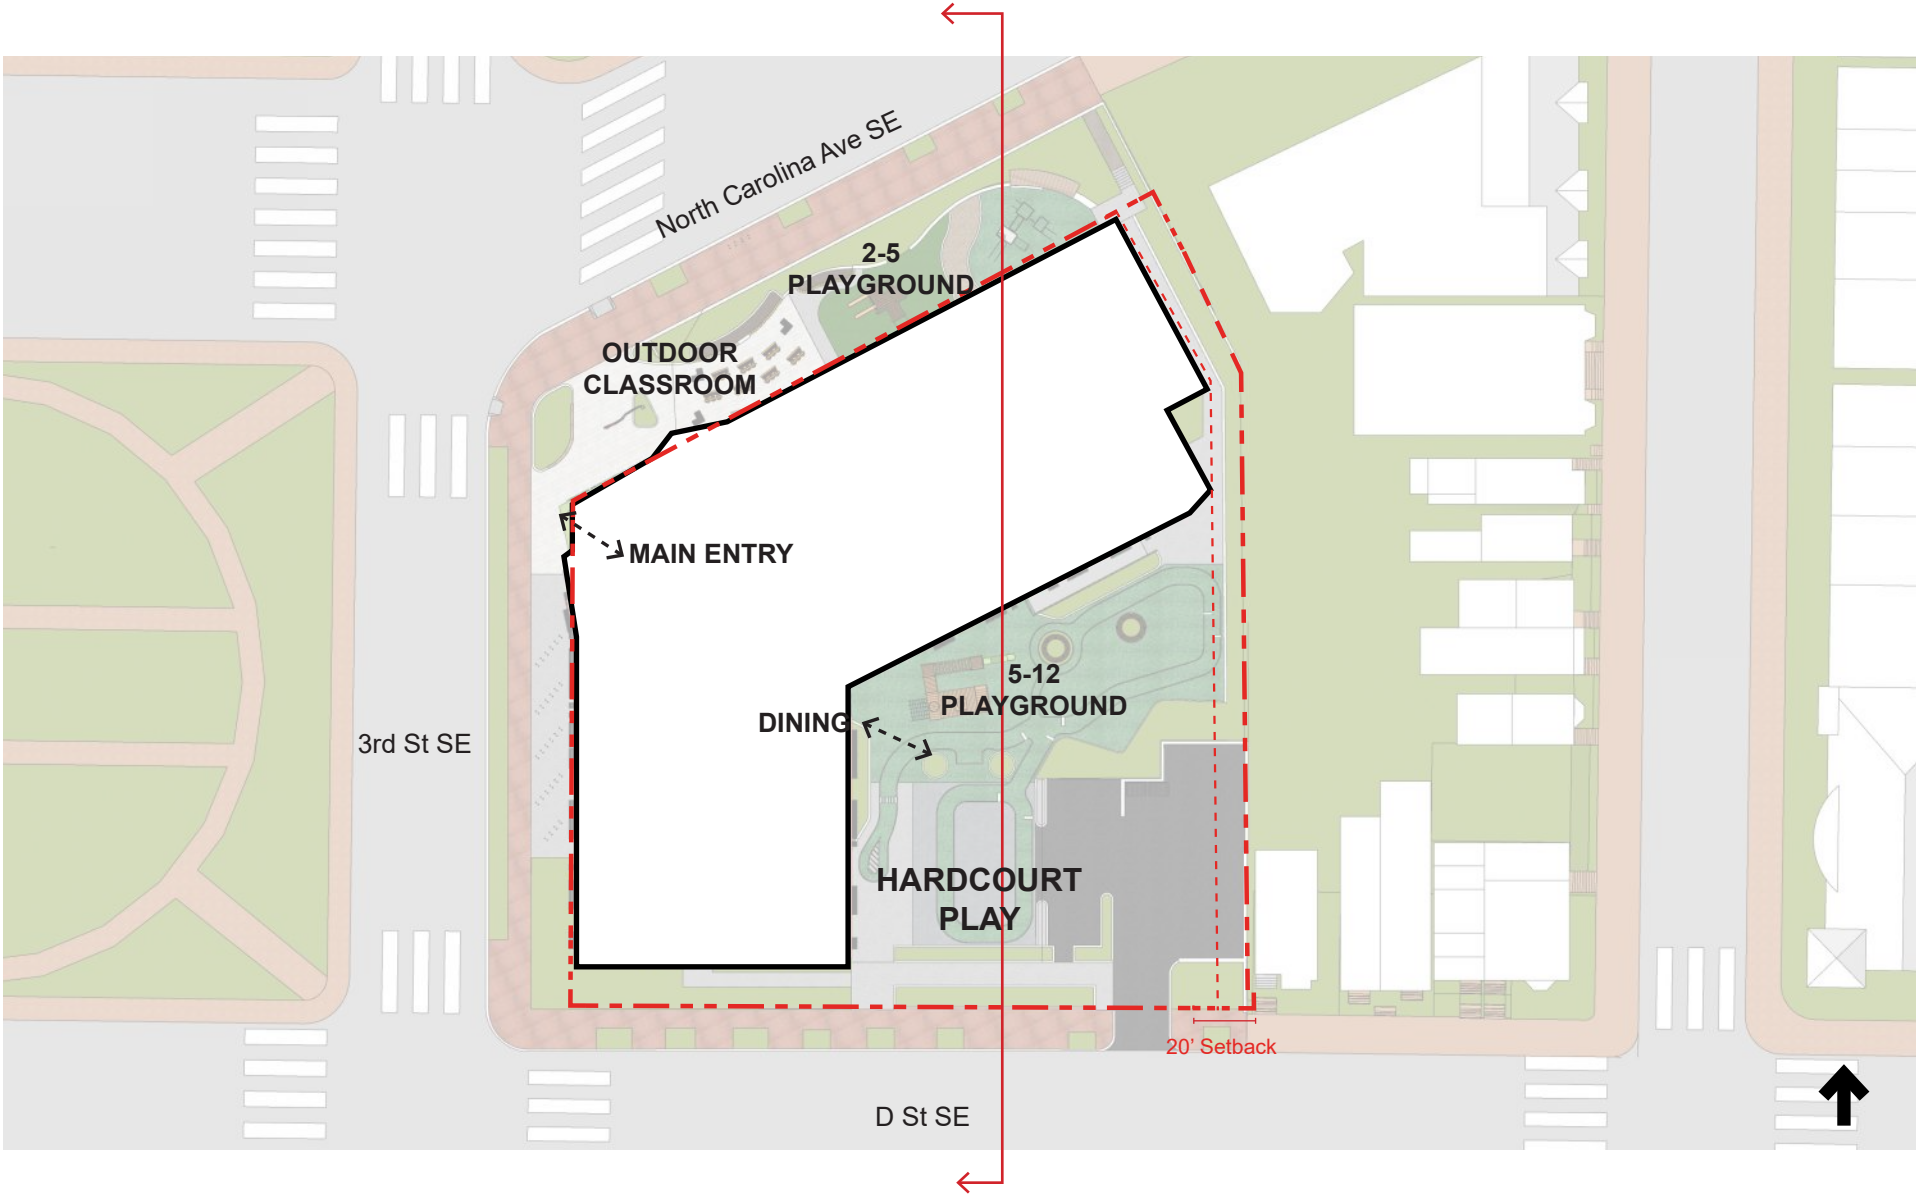 North Carolina Ave SE
2-5
PLAYGROUND
OUTDOOR
CLASSROOM
MAIN ENTRY
5-12
PLAYGROUND
DINING
3rd St SE
HARDCOURT
PLAY
20' Setback
D St SE